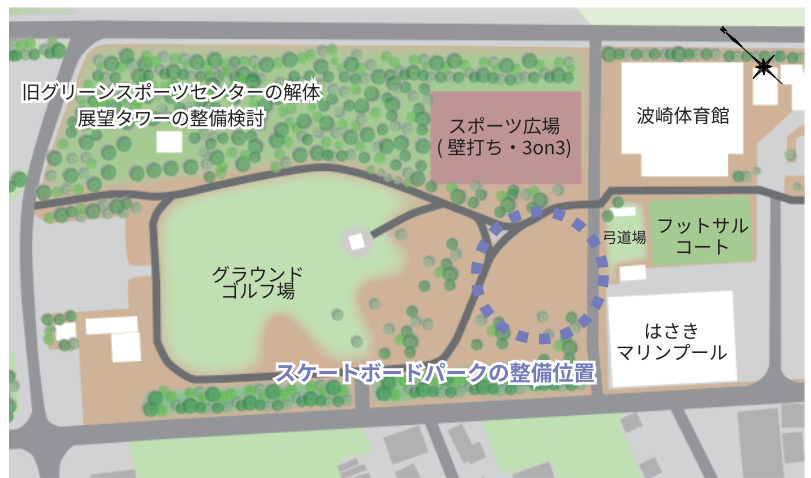 旧グリーンスポーツセンターの解体
展望タワーの整備検討
スポーツ広場
(壁打ち・3on3)
波崎体育館
弓道場
フットサル
コート
グラウンド
ゴルフ場
はさき
マリンプール
スケートボードパークの整備位置